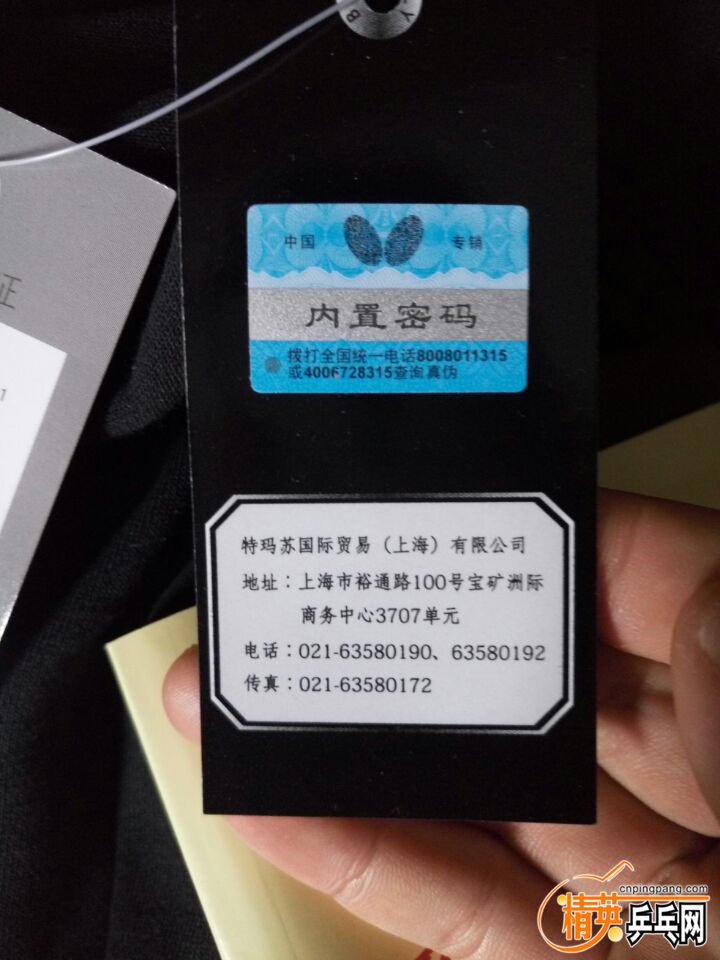 Y
B
证
1
中国 专销
内置密码
拨打全国统一电话8008011315
或4006728315查询真伪
特玛苏国际贸易（上海）有限公司
地址：上海市裕通路100号宝矿洲际
商务中心3707单元
电话：021-63580190、63580192
传真：021-63580172
cnpingpang.com
精英乒乓网